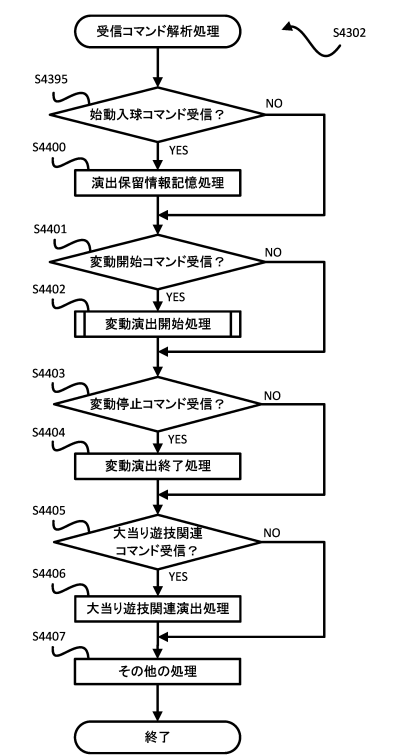 受信コマンド解析処理
S4302
S4395
始動入球コマンド受信？
NO
YES
S4400
演出保留情報記憶処理
S4401
変動開始コマンド受信？
NO
YES
S4402
変動演出開始処理
S4403
変動停止コマンド受信？
NO
YES
S4404
変動演出終了処理
S4405
大当り遊技関連
コマンド受信？
NO
YES
S4406
大当り遊技関連演出処理
S4407
その他の処理
終了